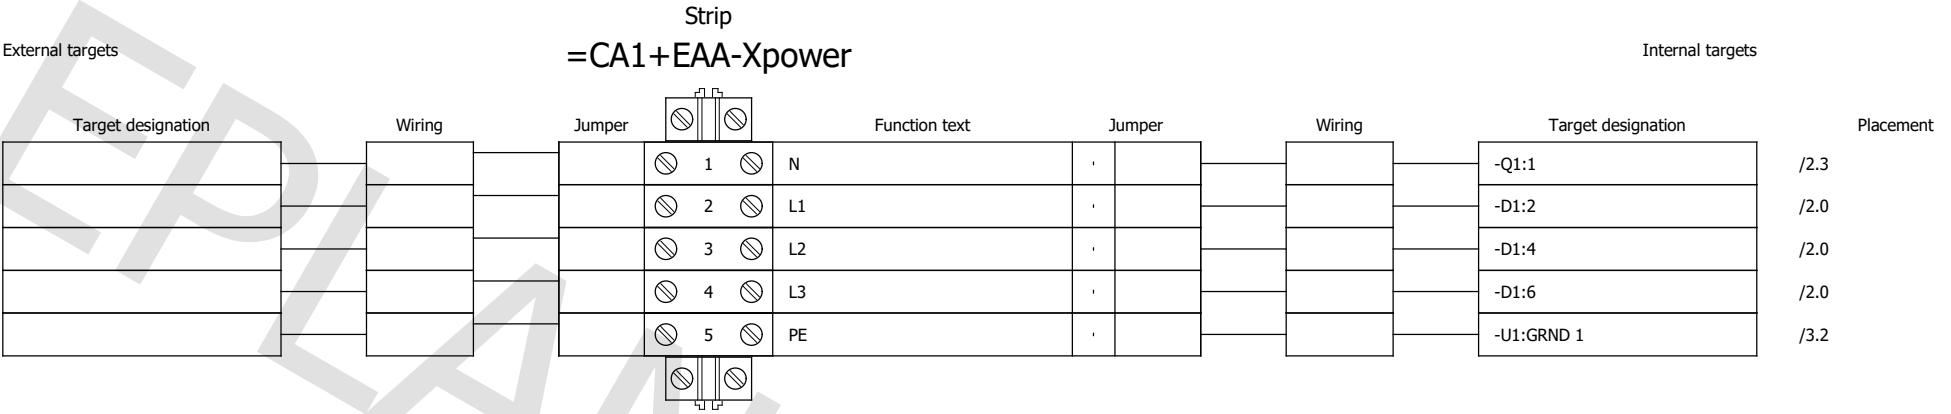 Strip
External targets
=CA1+EAA-Xpower
Internal targets
Target designation Wiring Jumper Function text Jumper Wiring Target designation Placement
1 N -Q1:1 /2.3
2 L1 -D1:2 /2.0
3 L2 -D1:4 /2.0
4 L3 -D1:6 /2.0
5 PE -U1:GRND 1 /3.2
EPLAN